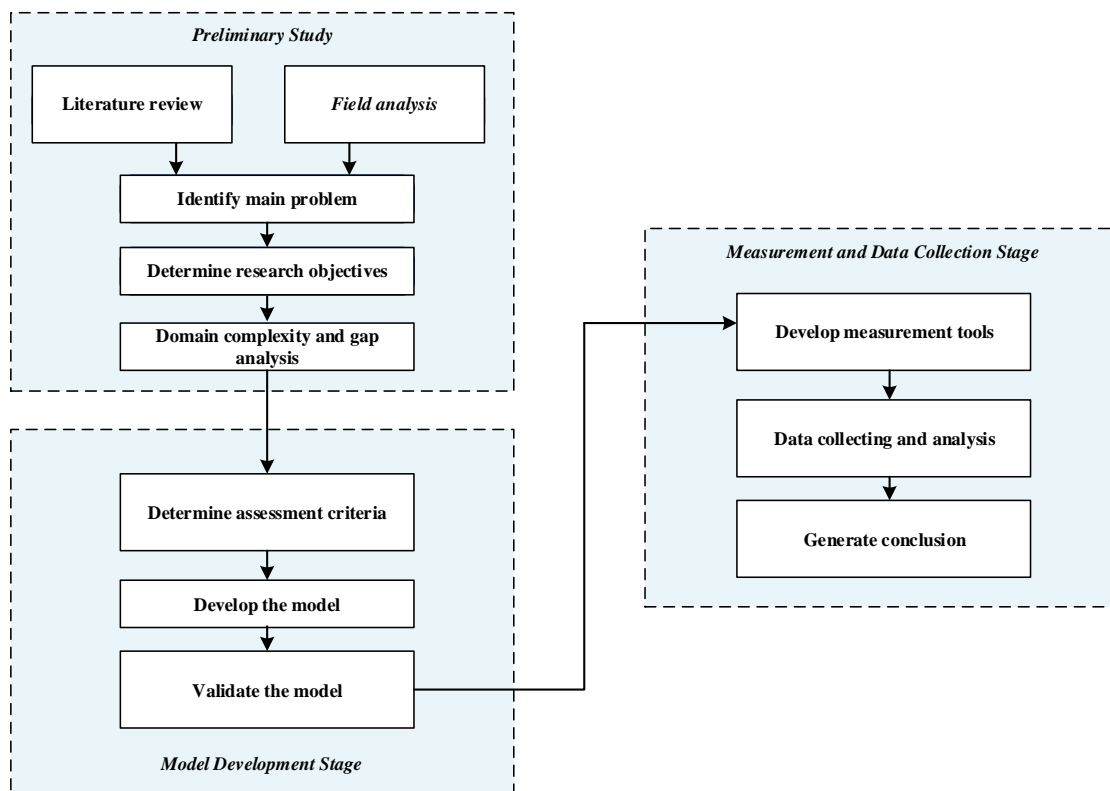 Preliminary Study
Literature review
Field analysis
Identify main problem
Determine research objectives
Domain complexity and gap
analysis
Determine assessment criteria
Develop the model
Validate the model
Model Development Stage
Measurement and Data Collection Stage
Develop measurement tools
Data collecting and analysis
Generate conclusion